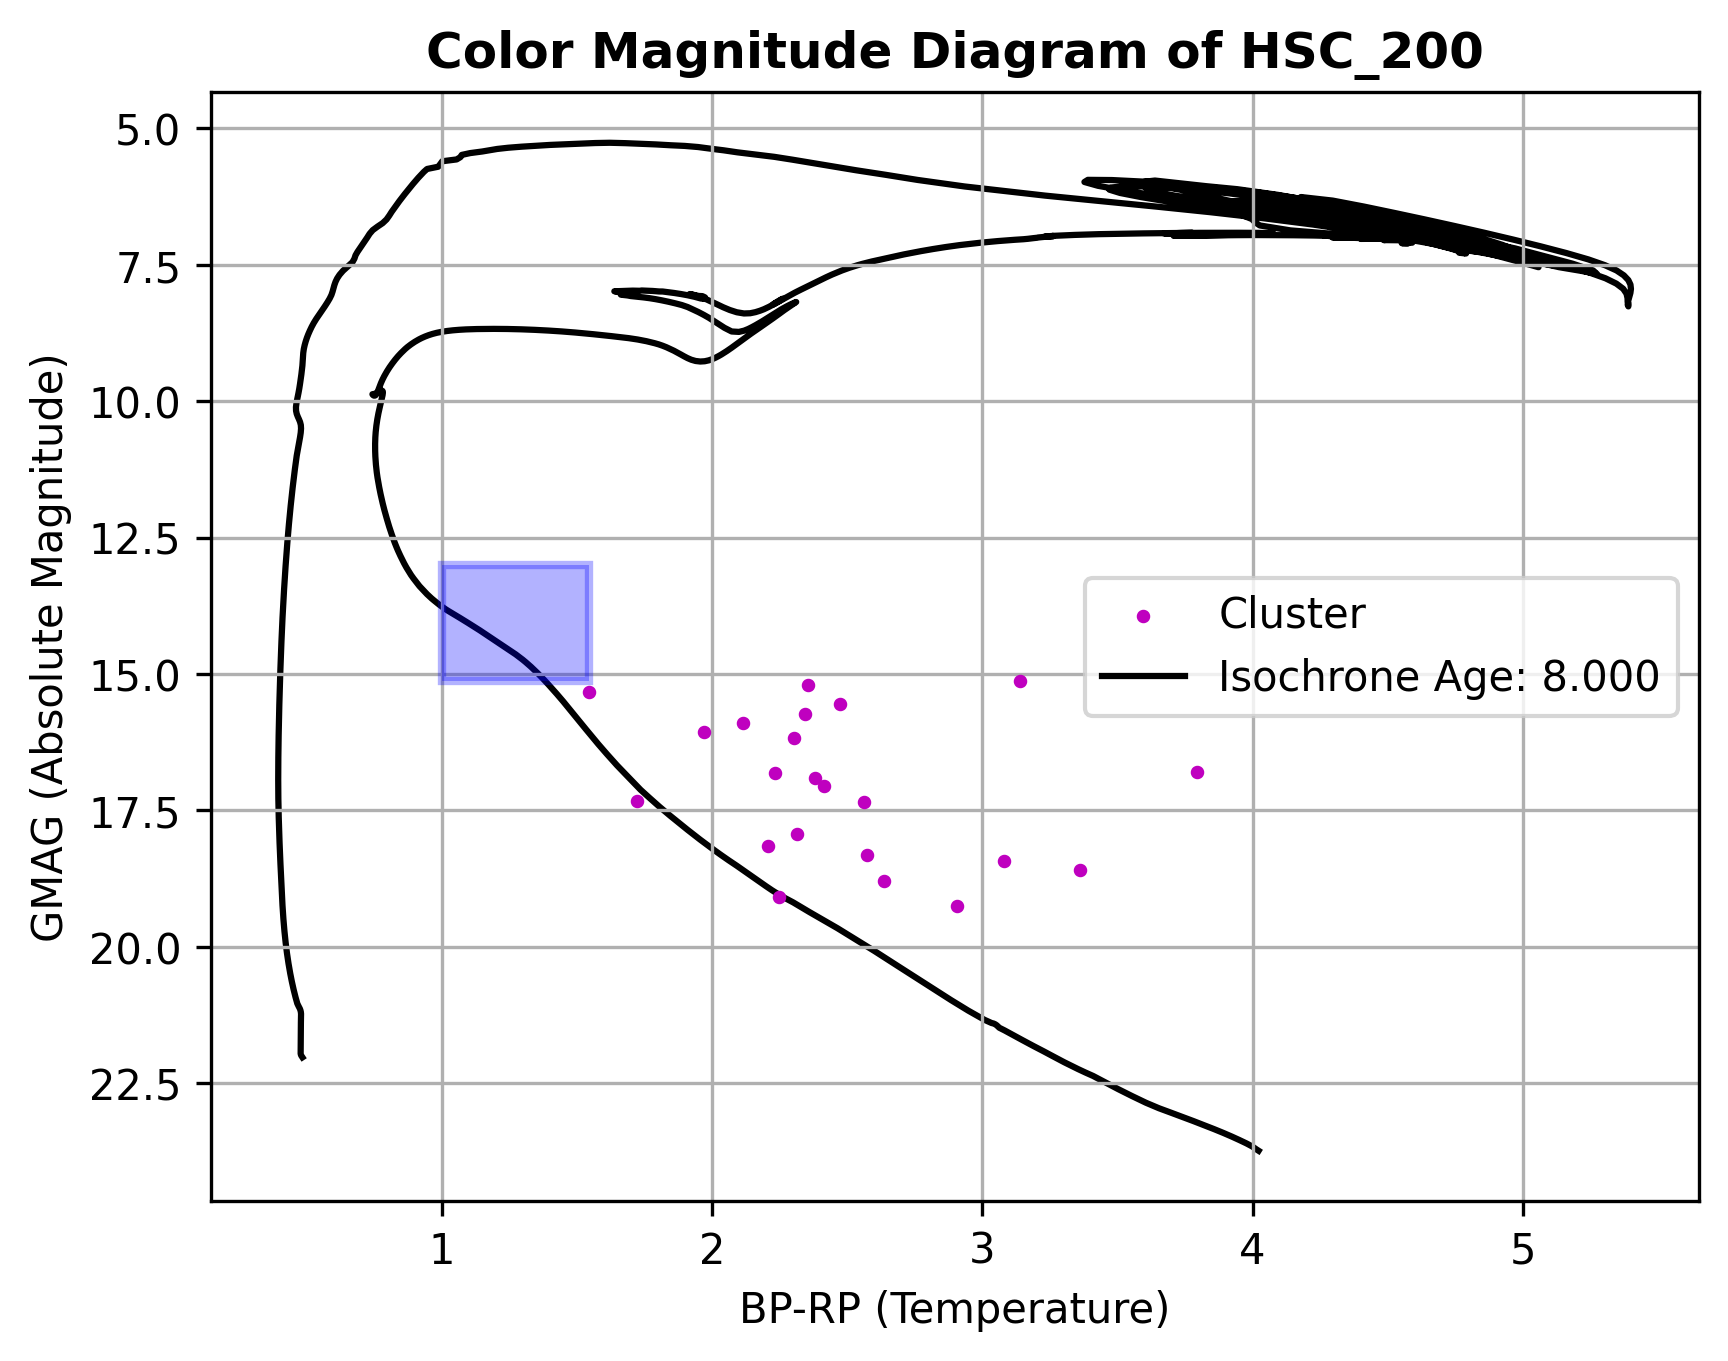 Color Magnitude Diagram of HSC_200
GMAG (Absolute Magnitude)
5.0
7.5
10.0
12.5
15.0
17.5
20.0
22.5
Cluster
Isochrone Age: 8.000
1
2
3
4
5
BP-RP (Temperature)